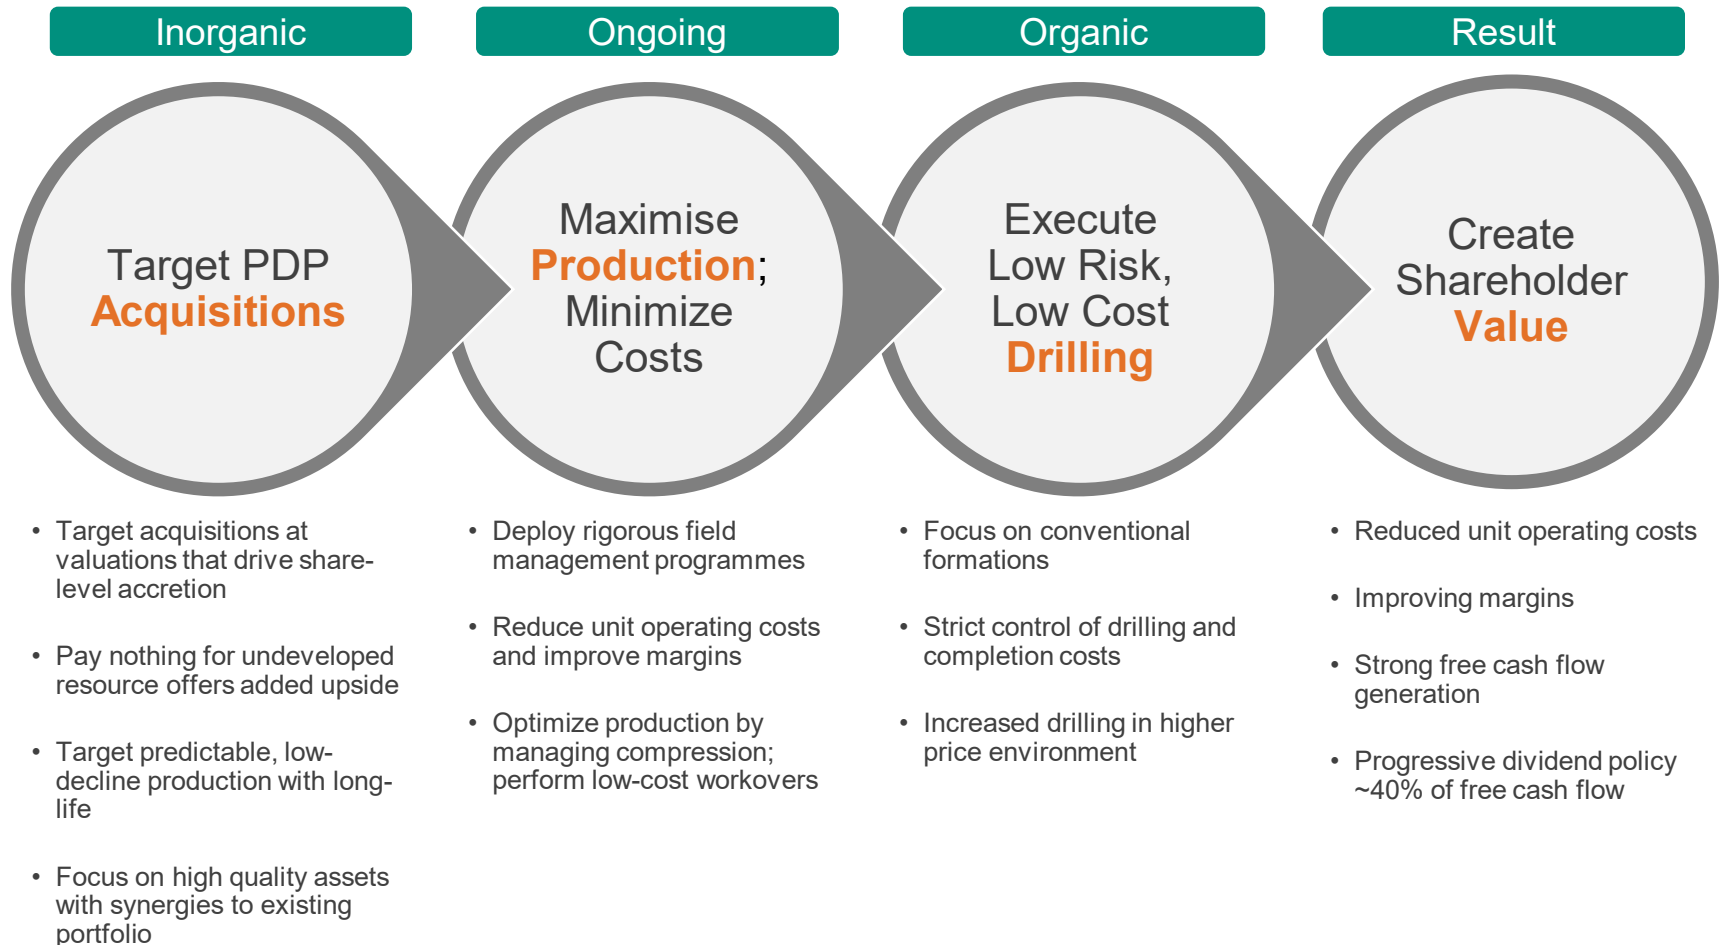 Inorganic
Ongoing
Organic
Result
Target PDP
Acquisitions
Maximise
Production;
Minimize
Costs
Execute
Low Risk,
Low Cost
Drilling
Create
Shareholder
Value
• Target acquisitions at
valuations that drive share-
level accretion
• Pay nothing for undeveloped
resource offers added upside
• Target predictable, low-
decline production with long-
life
• Focus on high quality assets
with synergies to existing
portfolio
• Deploy rigorous field
management programmes
• Reduce unit operating costs
and improve margins
• Optimize production by
managing compression;
perform low-cost workovers
• Focus on conventional
formations
• Strict control of drilling and
completion costs
• Increased drilling in higher
price environment
• Reduced unit operating costs
• Improving margins
• Strong free cash flow
generation
• Progressive dividend policy
~40% of free cash flow